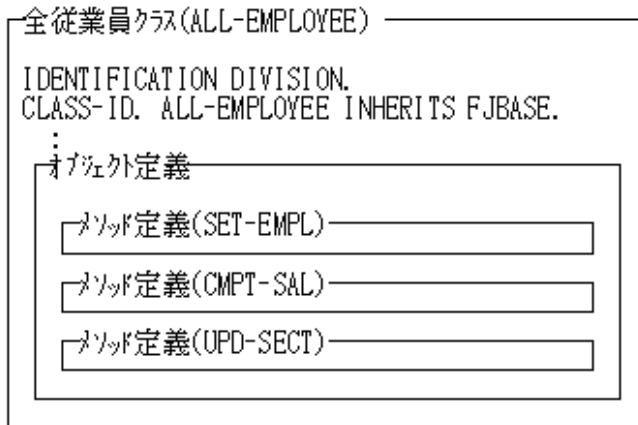 全従業員ｸﾗｽ(ALL-EMPLOYEE)
IDENTIFICATION DIVISION.
CLASS-ID. ALL-EMPLOYEE INHERITS FJBASE.
:
ｵﾌﾞｼﾞｪｸﾄ定義
ﾒｿｯﾄﾞ定義(SET-EMPL)
ﾒｿｯﾄﾞ定義(CMPT-SAL)
ﾒｿｯﾄﾞ定義(UPD-SECT)